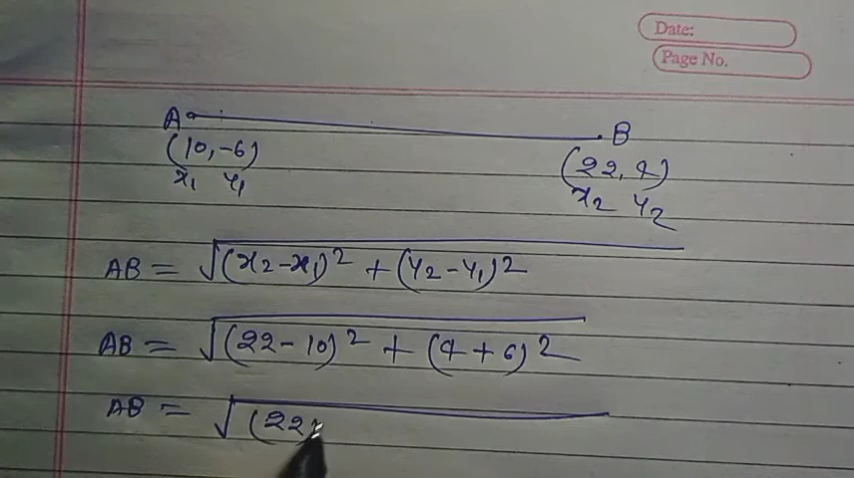 Date:
Page No.
A B
(10,-6) (22, 4)
x₁ y₁ x₂ y₂
AB = √(x₂-x₁)² + (y₂-y₁)²
AB = √(22-10)² + (4+6)²
AB = √(22)